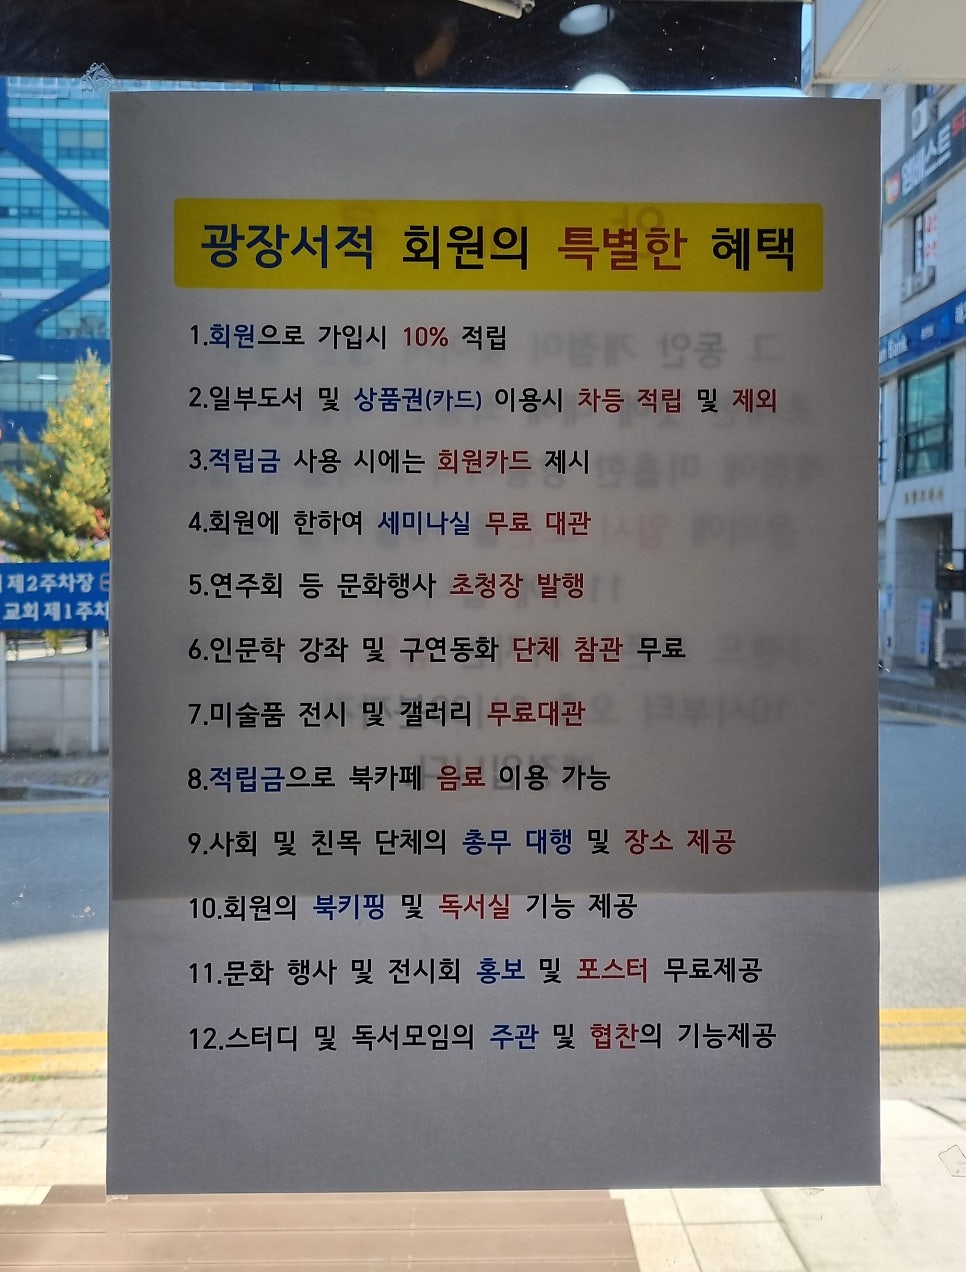 광장서적 회원의 특별한 혜택
1.회원으로 가입시 10% 적립
2.일부도서 및 상품권(카드) 이용시 차등 적립 및 제외
3.적립금 사용 시에는 회원카드 제시
4.회원에 한하여 세미나실 무료 대관
5.연주회 등 문화행사 초청장 발행
6.인문학 강좌 및 구연동화 단체 참관 무료
7.미술품 전시 및 갤러리 무료대관
8.적립금으로 북카페 음료 이용 가능
9.사회 및 친목 단체의 총무 대행 및 장소 제공
10.회원의 북키핑 및 독서실 기능 제공
11.문화 행사 및 전시회 홍보 및 포스터 무료제공
12.스터디 및 독서모임의 주관 및 협찬의 기능제공
제2주차장
교회 제1주차
엠베스트
Bank